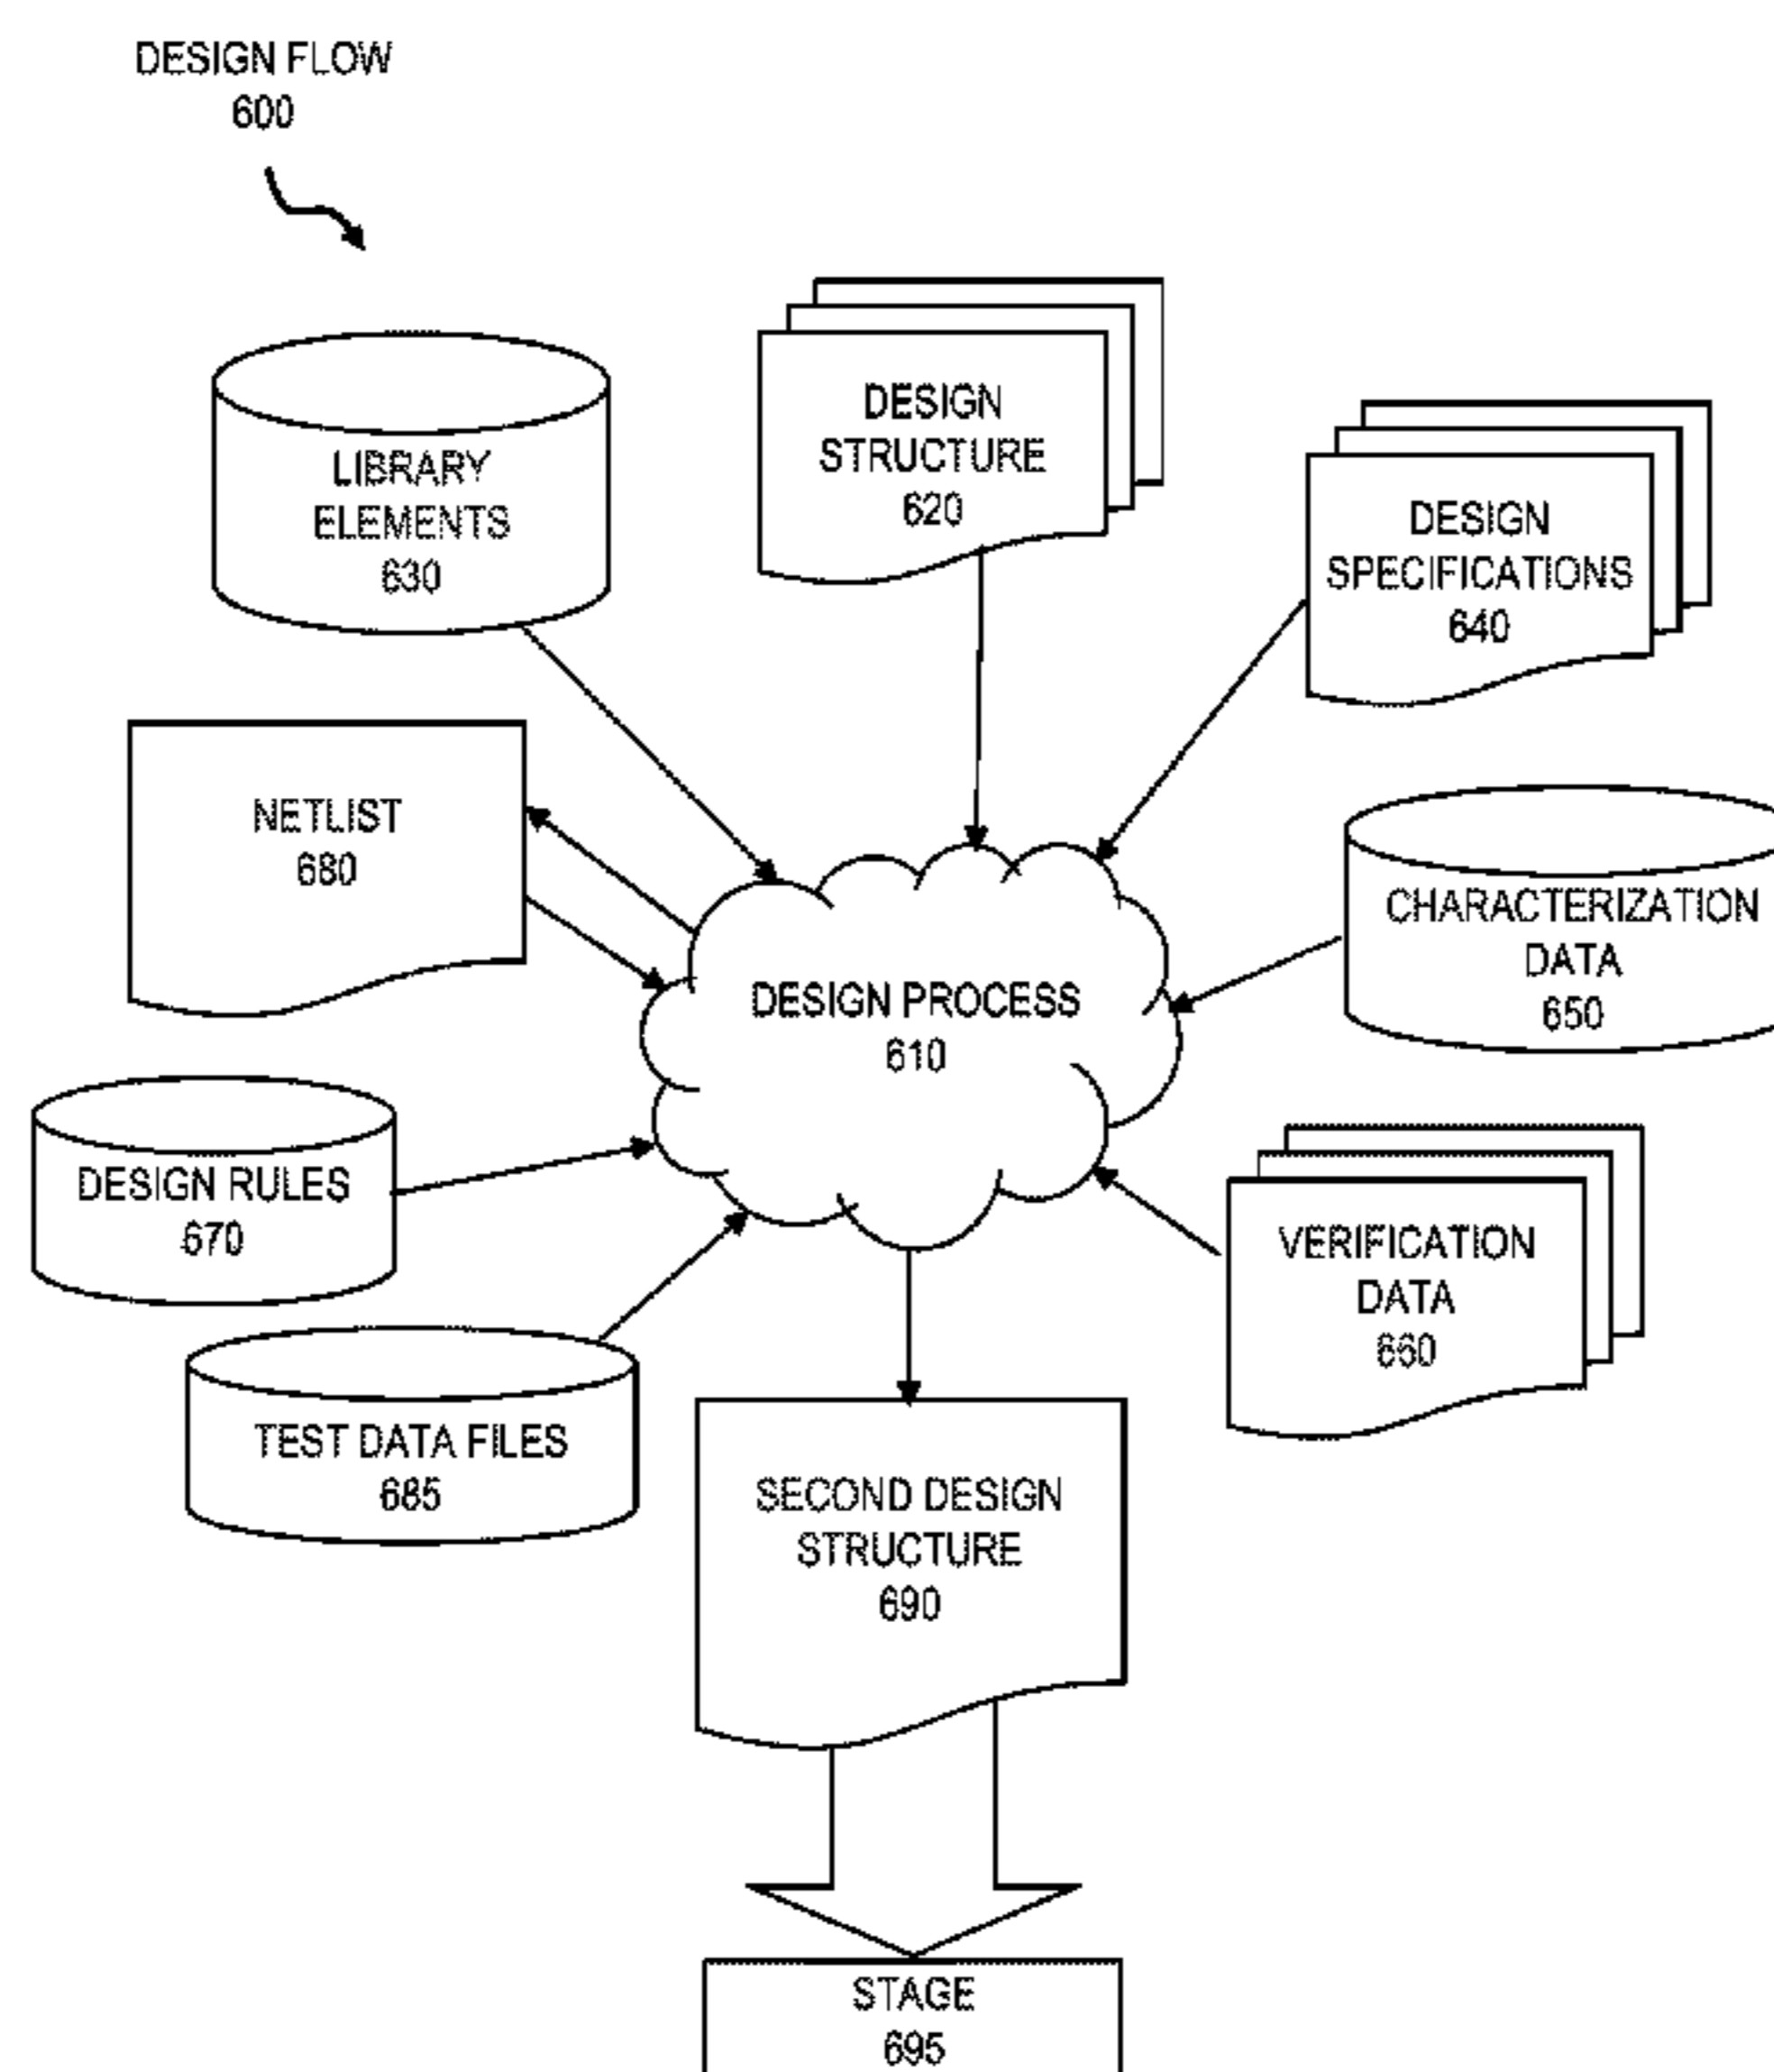 DESIGN FLOW
600
DESIGN
STRUCTURE
620
LIBRARY
ELEMENTS
630
DESIGN
SPECIFICATIONS
640
NETLIST
680
CHARACTERIZATION
DATA
650
DESIGN PROCESS
610
DESIGN RULES
670
VERIFICATION
DATA
660
TEST DATA FILES
685
SECOND DESIGN
STRUCTURE
690
STAGE
695